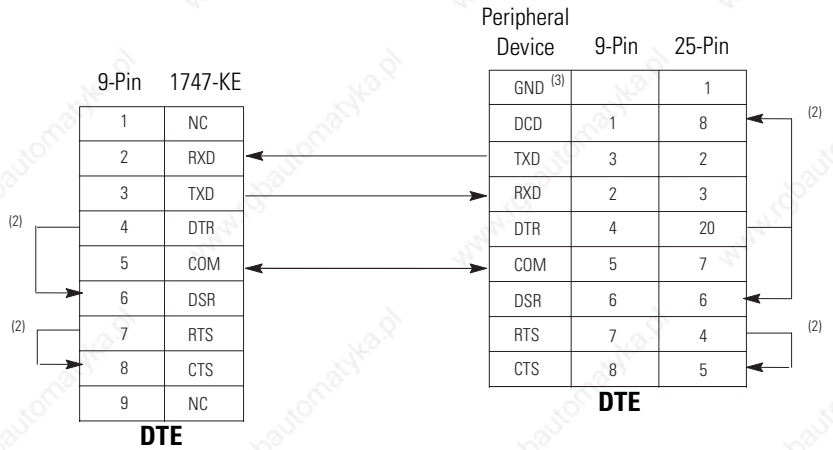 Peripheral
Device 9-Pin 25-Pin
9-Pin 1747-KE
GND (3) 1
DCD 1 8
TXD 3 2
RXD 2 3
DTR 4 20
COM 5 7
DSR 6 6
RTS 7 4
CTS 8 5
DTE
(2)
(2)
1 NC
2 RXD
3 TXD
4 DTR
5 COM
6 DSR
7 RTS
8 CTS
9 NC
DTE
(2)
(2)
www.rgbautomatyka.pl